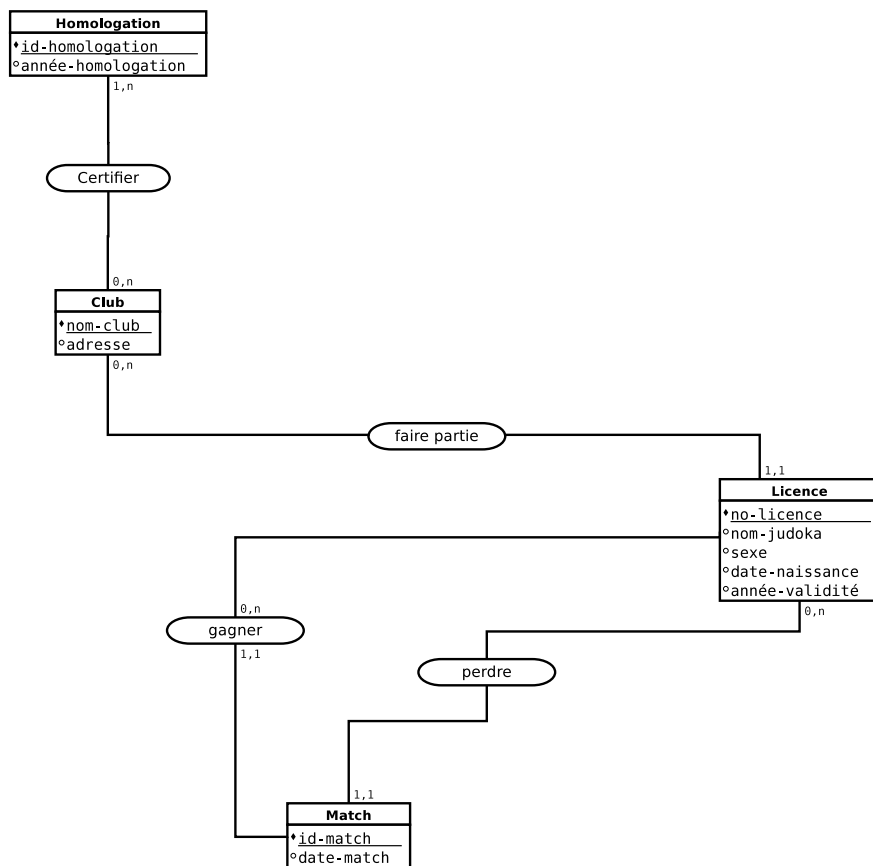 Homologation
id-homologation
année-homologation
1,n
Certifier
0,n
Club
nom-club
adresse
0,n
faire partie
1,1
Licence
no-licence
nom-judoka
sexe
date-naissance
année-validité
0,n
0,n
gagner
1,1
perdre
1,1
Match
id-match
date-match